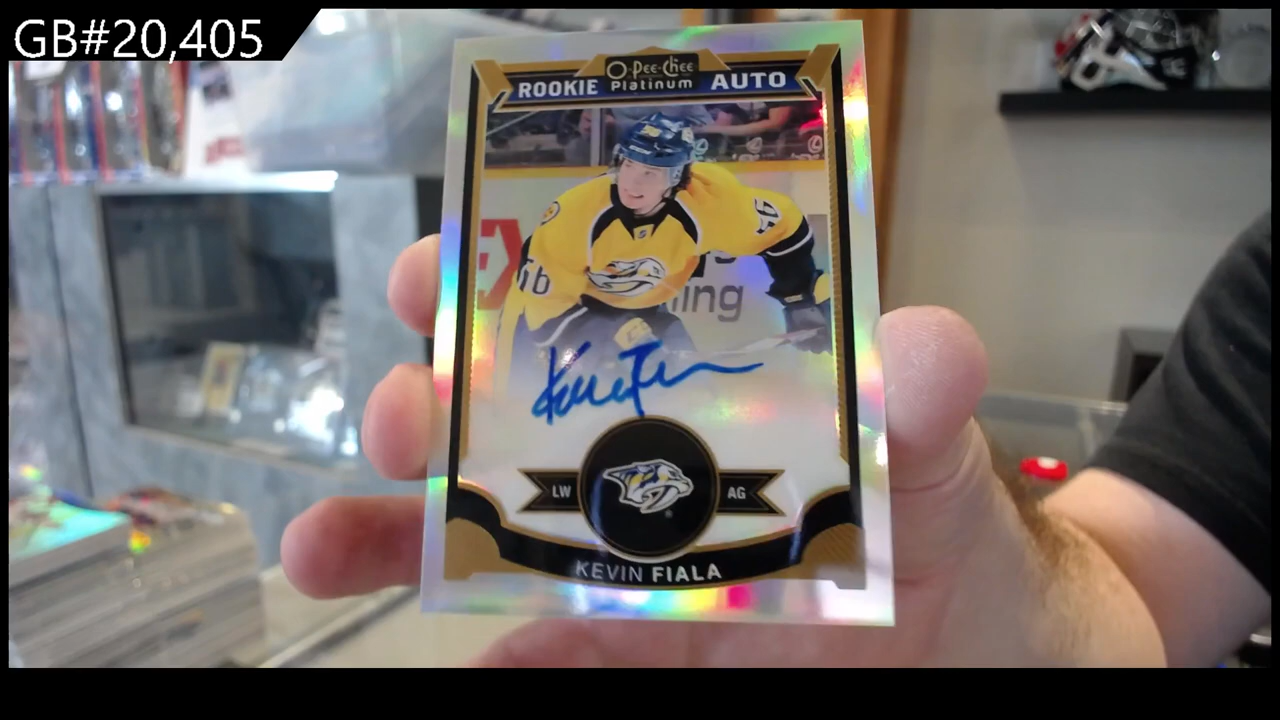 GB#20,405
O-Pee-Chee
ROOKIE Platinum AUTO
LW AG
KEVIN FIALA